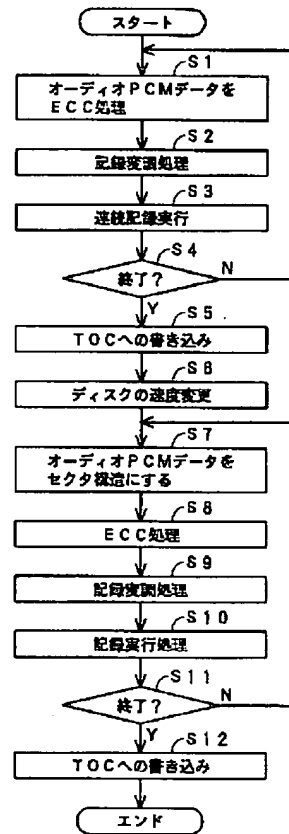 スタート
S1
オーディオPCMデータを
ECC処理
S2
記録変調処理
S3
連続記録実行
S4
終了?
N
Y
S5
TOCへの書き込み
S6
ディスクの速度変更
S7
オーディオPCMデータを
セクタ構造にする
S8
ECC処理
S9
記録変調処理
S10
記録実行処理
S11
終了?
N
Y
S12
TOCへの書き込み
エンド